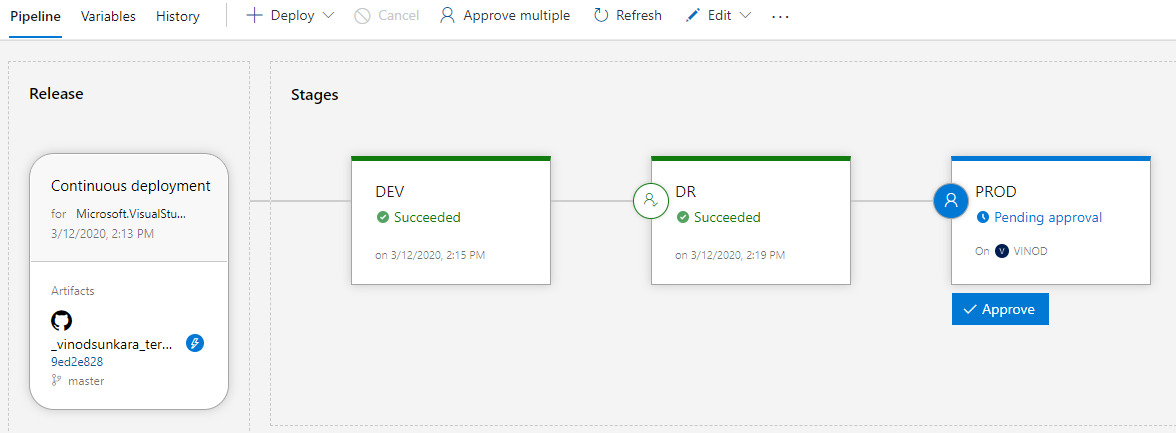 Pipeline Variables History Deploy Cancel Approve multiple Refresh Edit ...
Release
Continuous deployment
for Microsoft.VisualStu...
3/12/2020, 2:13 PM
Artifacts
_vinodsunkara_ter...
9ed2e828
master
Stages
DEV
Succeeded
on 3/12/2020, 2:15 PM
DR
Succeeded
on 3/12/2020, 2:19 PM
PROD
Pending approval
On V VINOD
Approve